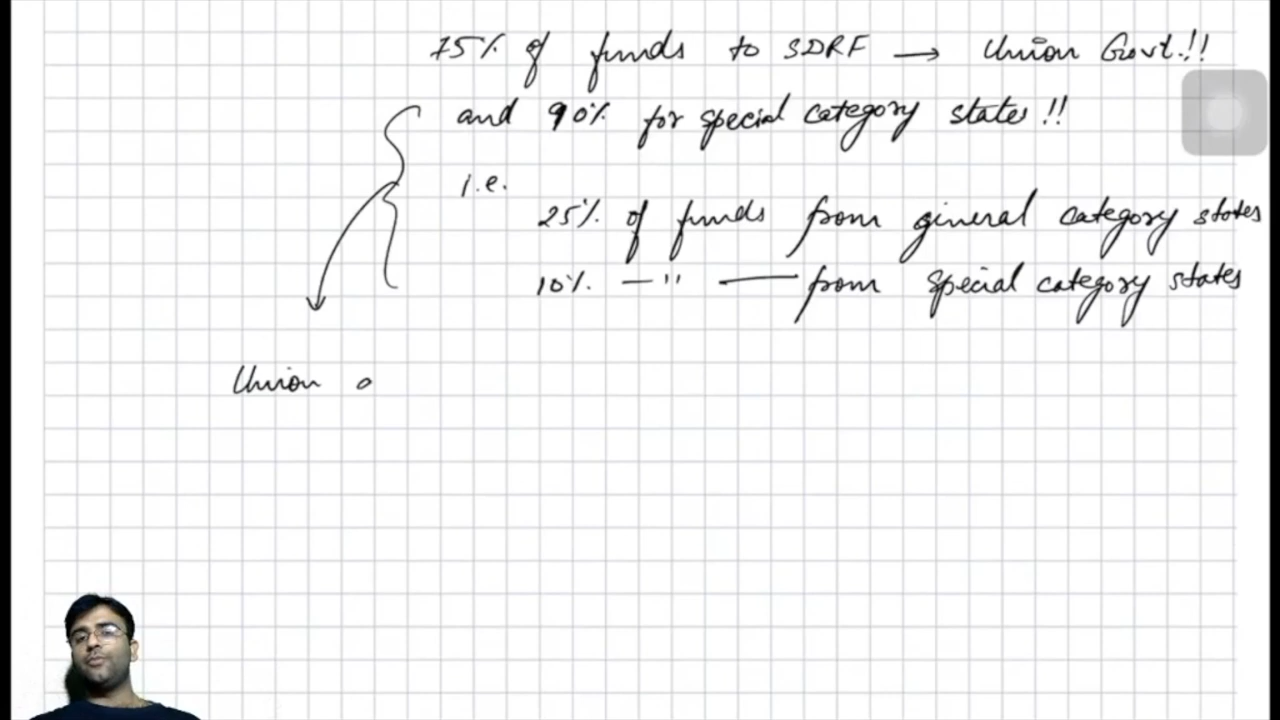 75% of funds to SDRF → Union Govt.!!
and 90% for special category states !!
i.e.
25% of funds from general category states
10% — " — from special category states
Union o